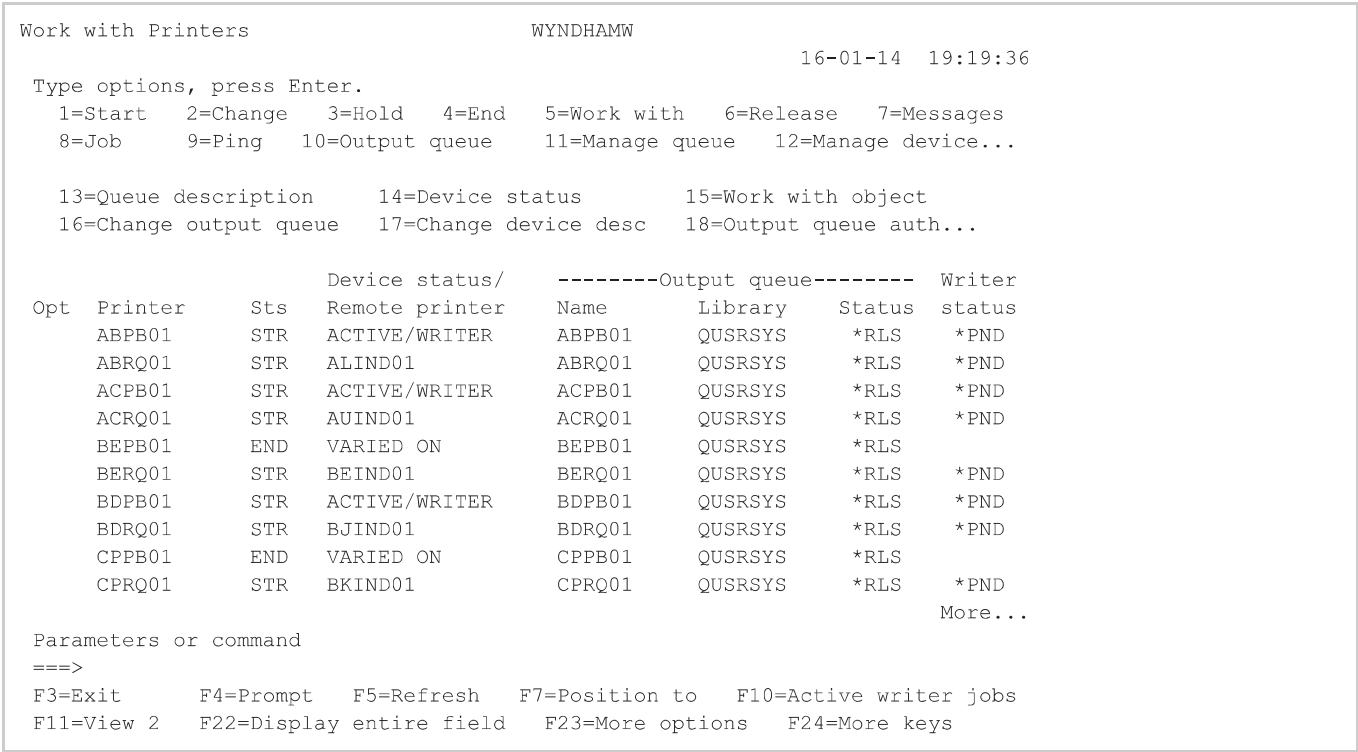 Work with Printers                      WYNDHAMW
                                                             16-01-14  19:19:36
 Type options, press Enter.
   1=Start   2=Change   3=Hold   4=End   5=Work with   6=Release   7=Messages
   8=Job     9=Ping   10=Output queue    11=Manage queue   12=Manage device...
   13=Queue description     14=Device status        15=Work with object
   16=Change output queue   17=Change device desc   18=Output queue auth...
                        Device status/    --------Output queue--------  Writer
 Opt  Printer     Sts   Remote printer    Name       Library    Status  status
      ABPB01      STR   ACTIVE/WRITER     ABPB01     QUSRSYS     *RLS    *PND
      ABRQ01      STR   ALIND01           ABRQ01     QUSRSYS     *RLS    *PND
      ACPB01      STR   ACTIVE/WRITER     ACPB01     QUSRSYS     *RLS    *PND
      ACRQ01      STR   AUIND01           ACRQ01     QUSRSYS     *RLS    *PND
      BEPB01      END   VARIED ON         BEPB01     QUSRSYS     *RLS
      BERQ01      STR   BEIND01           BERQ01     QUSRSYS     *RLS    *PND
      BDPB01      STR   ACTIVE/WRITER     BDPB01     QUSRSYS     *RLS    *PND
      BDRQ01      STR   BJIND01           BDRQ01     QUSRSYS     *RLS    *PND
      CPPB01      END   VARIED ON         CPPB01     QUSRSYS     *RLS
      CPRQ01      STR   BKIND01           CPRQ01     QUSRSYS     *RLS    *PND
                                                                        More...
 Parameters or command
 ===>
 F3=Exit      F4=Prompt   F5=Refresh   F7=Position to   F10=Active writer jobs
 F11=View 2   F22=Display entire field   F23=More options   F24=More keys